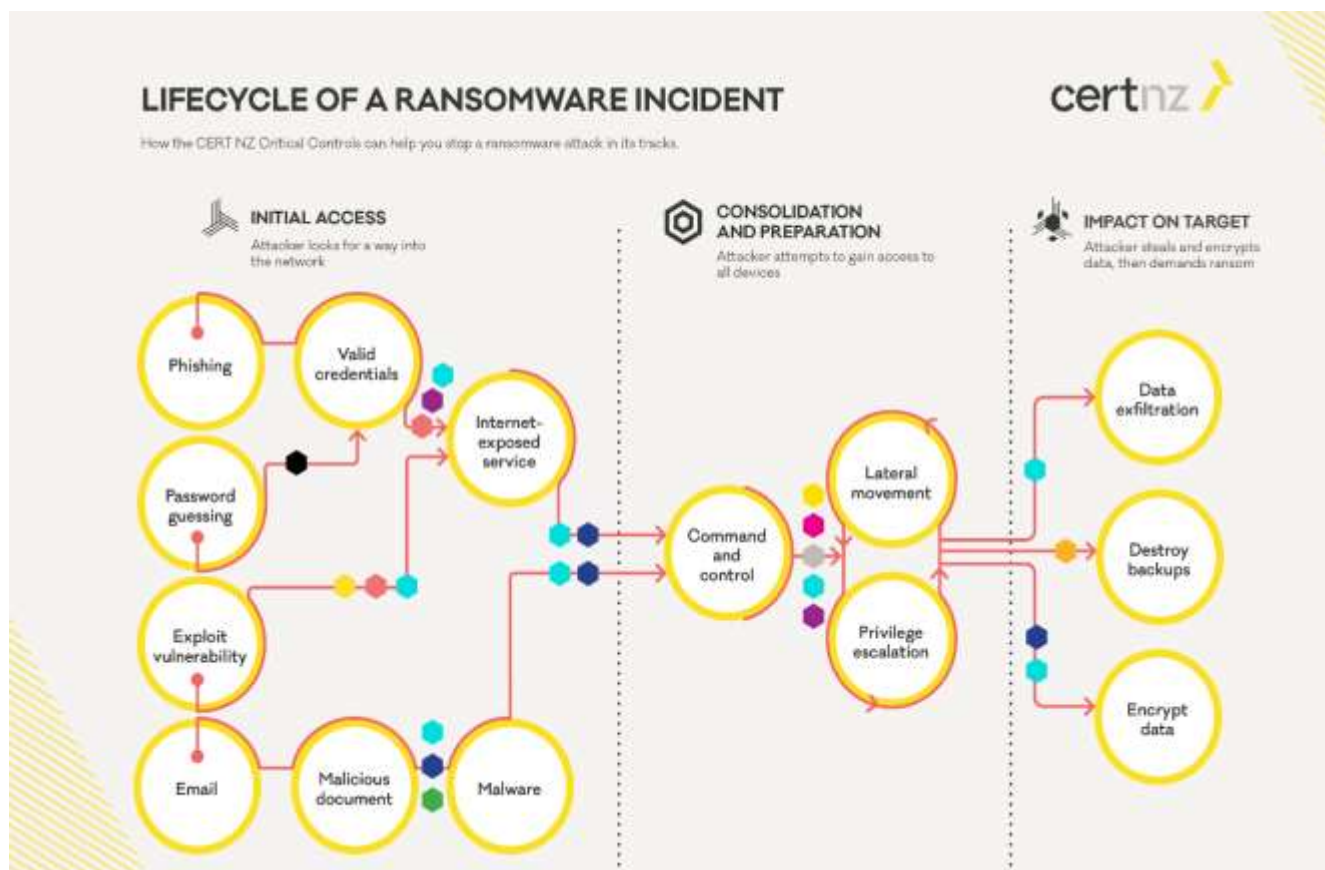 LIFECYCLE OF A RANSOMWARE INCIDENT
certnz
How the CERT NZ Critical Controls can help you stop a ransomware attack in its tracks.
INITIAL ACCESS
Attacker looks for a way into
the network
CONSOLIDATION
AND PREPARATION
Attacker attempts to gain access to
all devices
IMPACT ON TARGET
Attacker steals and encrypts
data, then demands ransom
Phishing
Valid
credentials
Internet-
exposed
service
Password
guessing
Exploit
vulnerability
Email
Malicious
document
Malware
Command
and
control
Lateral
movement
Privilege
escalation
Data
exfiltration
Destroy
backups
Encrypt
data